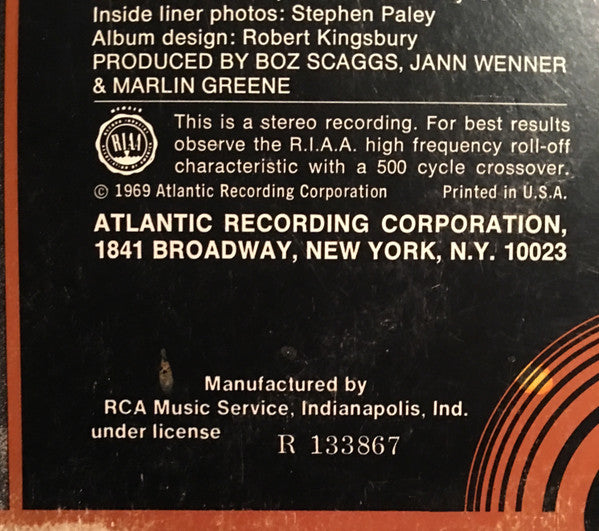 Inside liner photos: Stephen Paley
Album design: Robert Kingsbury
PRODUCED BY BOZ SCAGGS, JANN WENNER
& MARLIN GREENE
R.I.A.A.
This is a stereo recording. For best results
observe the R.I.A.A. high frequency roll-off
characteristic with a 500 cycle crossover.
© 1969 Atlantic Recording Corporation Printed in U.S.A.
ATLANTIC RECORDING CORPORATION,
1841 BROADWAY, NEW YORK, N.Y. 10023
Manufactured by
RCA Music Service, Indianapolis, Ind.
under license R 133867